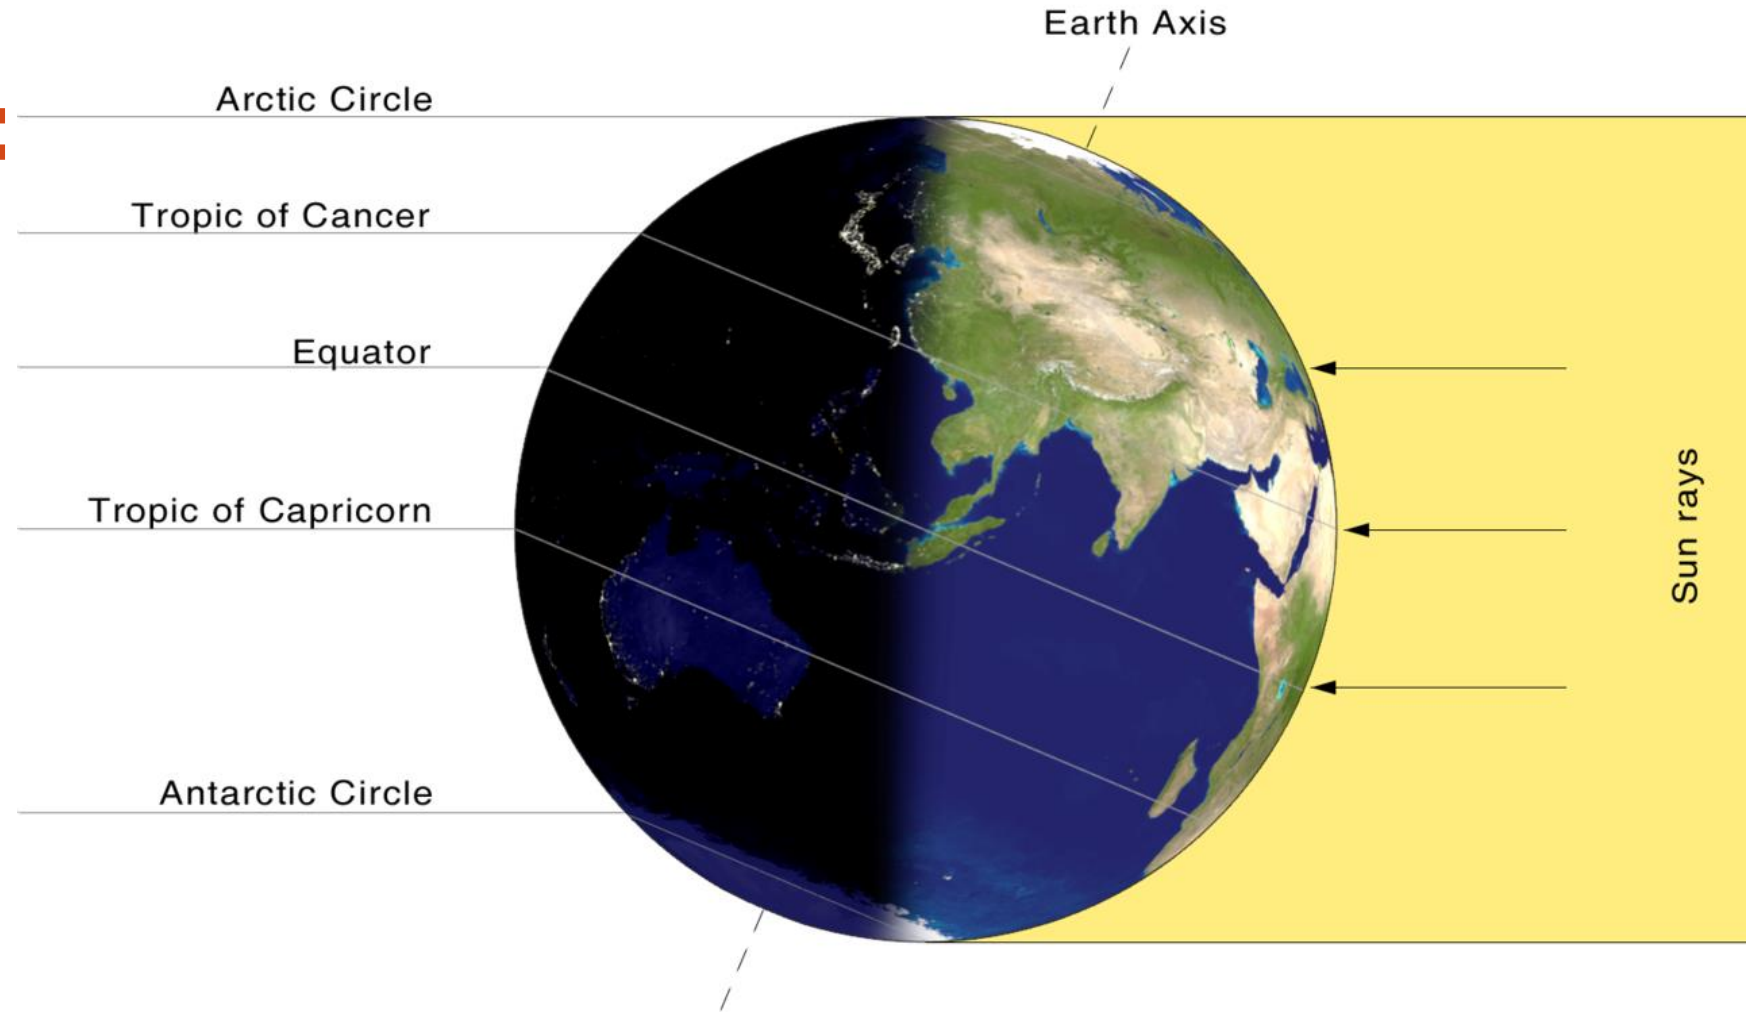 Earth Axis
Arctic Circle
Tropic of Cancer
Equator
Tropic of Capricorn
Sun rays
Antarctic Circle